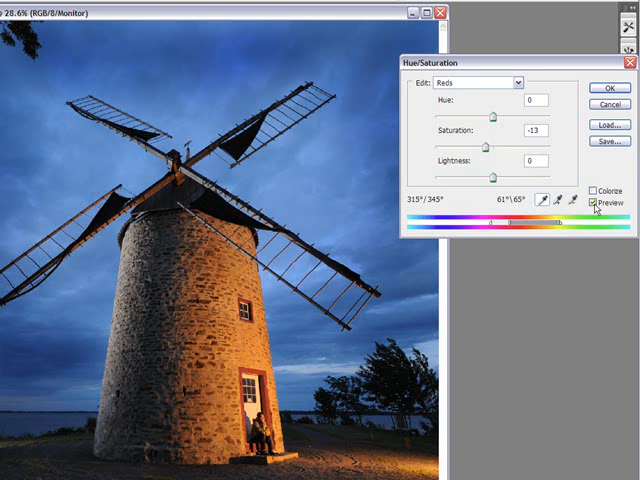 28.6% (RGB/8/Monitor)
Hue/Saturation
Edit: Reds
OK
Hue: 0
Cancel
Load...
Saturation: -13
Save...
Lightness: 0
Colorize
315°/ 345° 61°\65° Preview